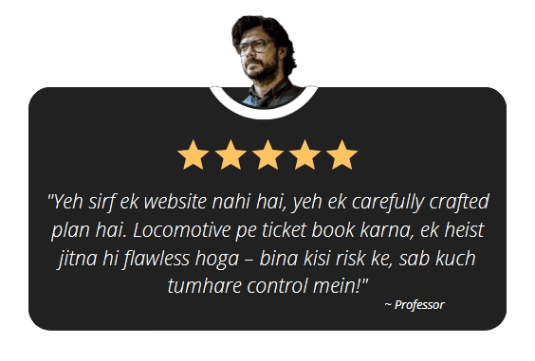 "Yeh sirf ek website nahi hai, yeh ek carefully crafted
plan hai. Locomotive pe ticket book karna, ek heist
jitna hi flawless hoga – bina kisi risk ke, sab kuch
tumhare control mein!"
~ Professor